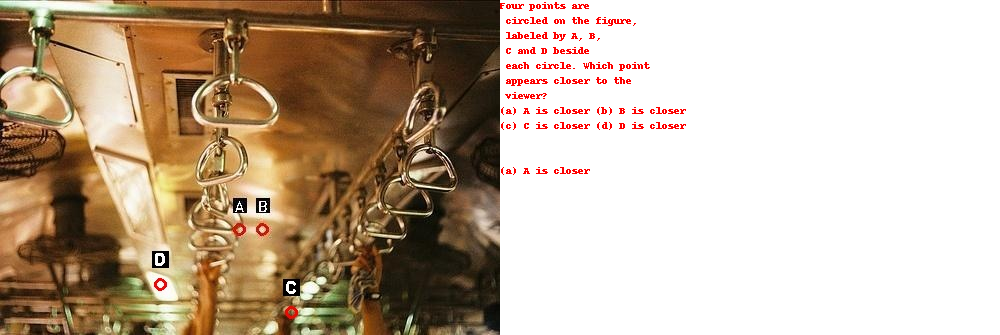 Four points are
circled on the figure,
labeled by A, B,
C and D beside
each circle. Which point
appears closer to the
viewer?
(a) A is closer (b) B is closer
(c) C is closer (d) D is closer
(a) A is closer
A B
D
C